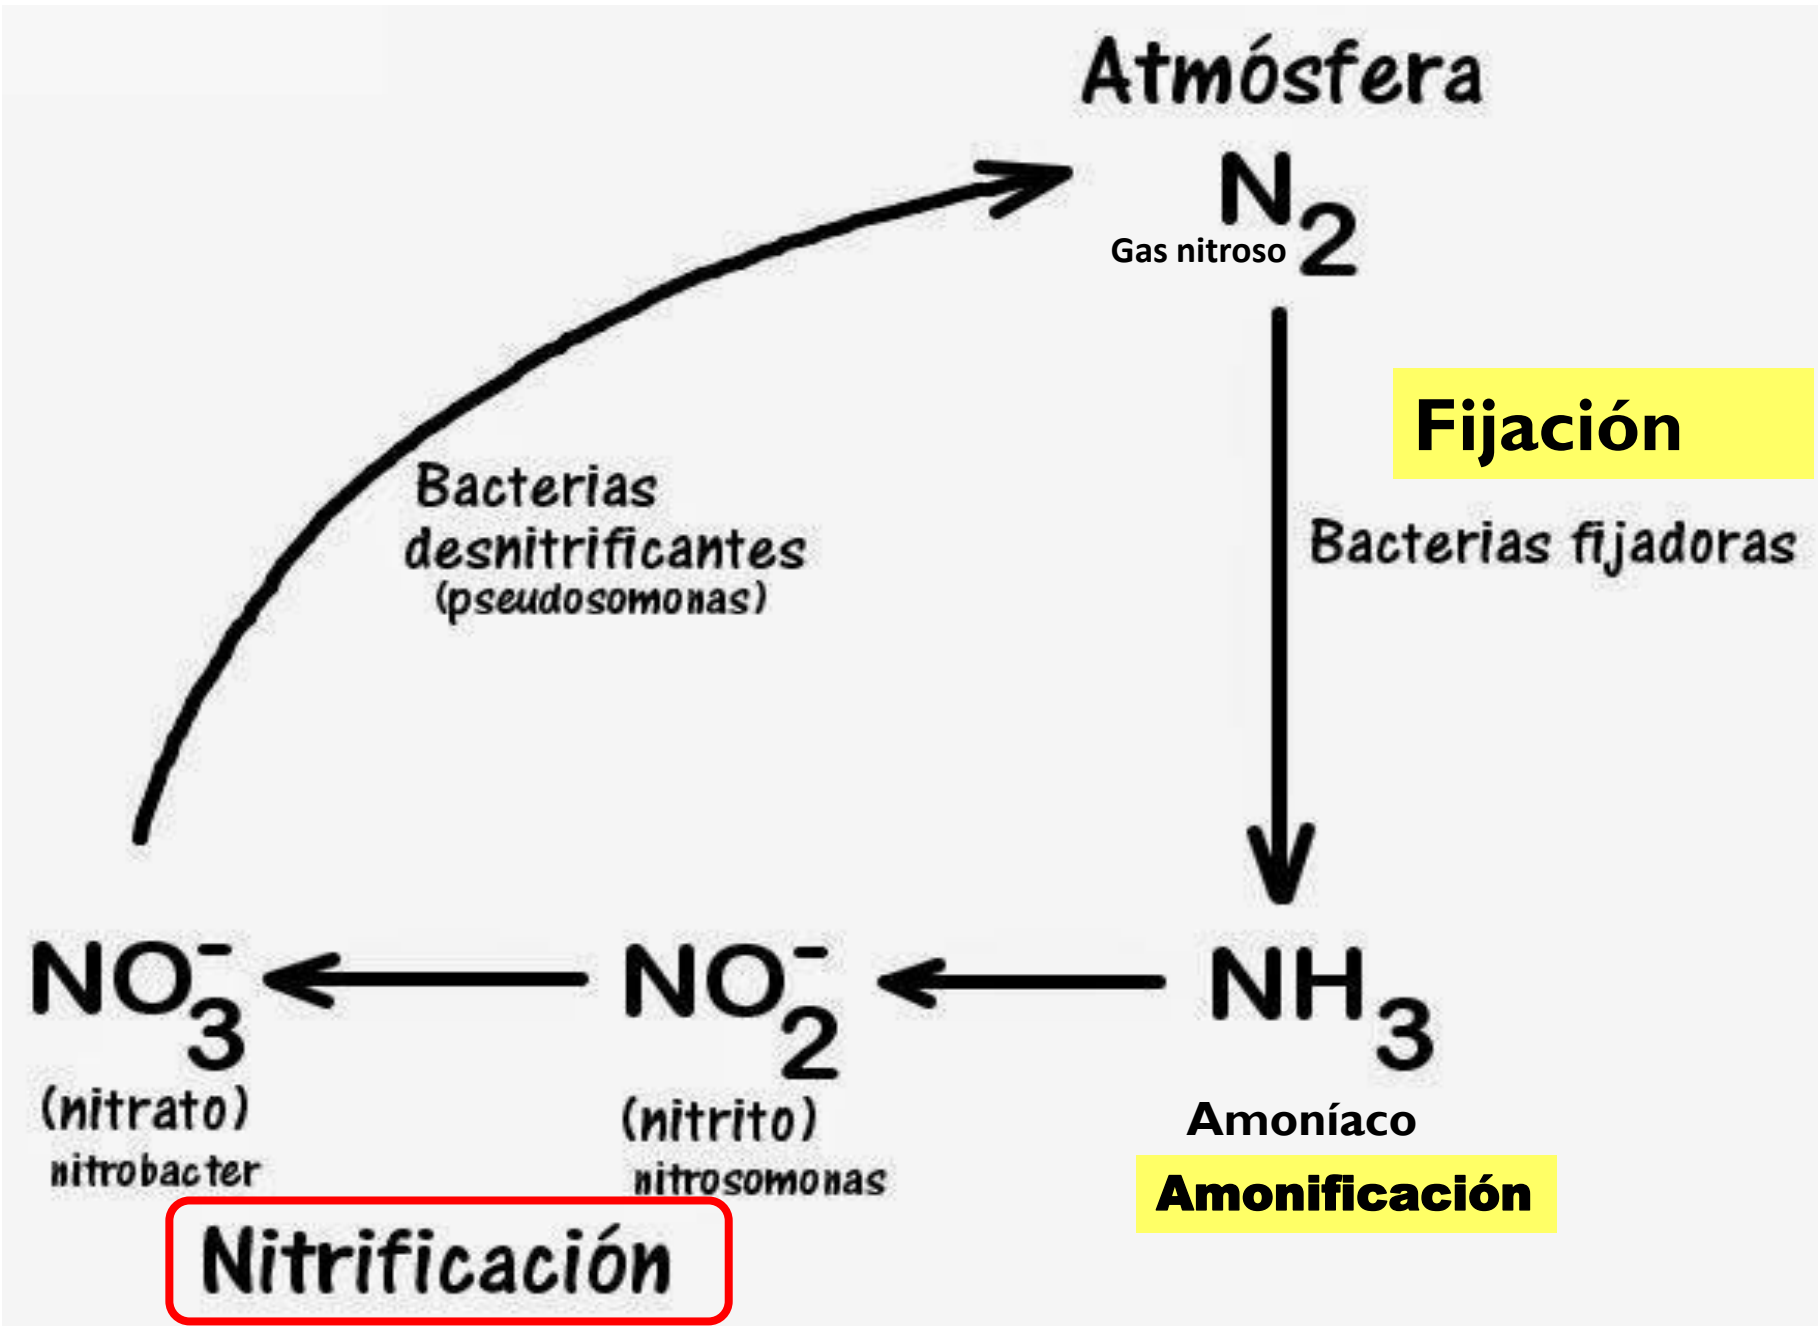 Atmósfera
N2
Gas nitroso
Fijación
Bacterias
desnitrificantes
(pseudosomonas)
Bacterias fijadoras
NO3-
NO2-
NH3
(nitrato)
nitrobacter
(nitrito)
nitrosomonas
Amoníaco
Amonificación
Nitrificación